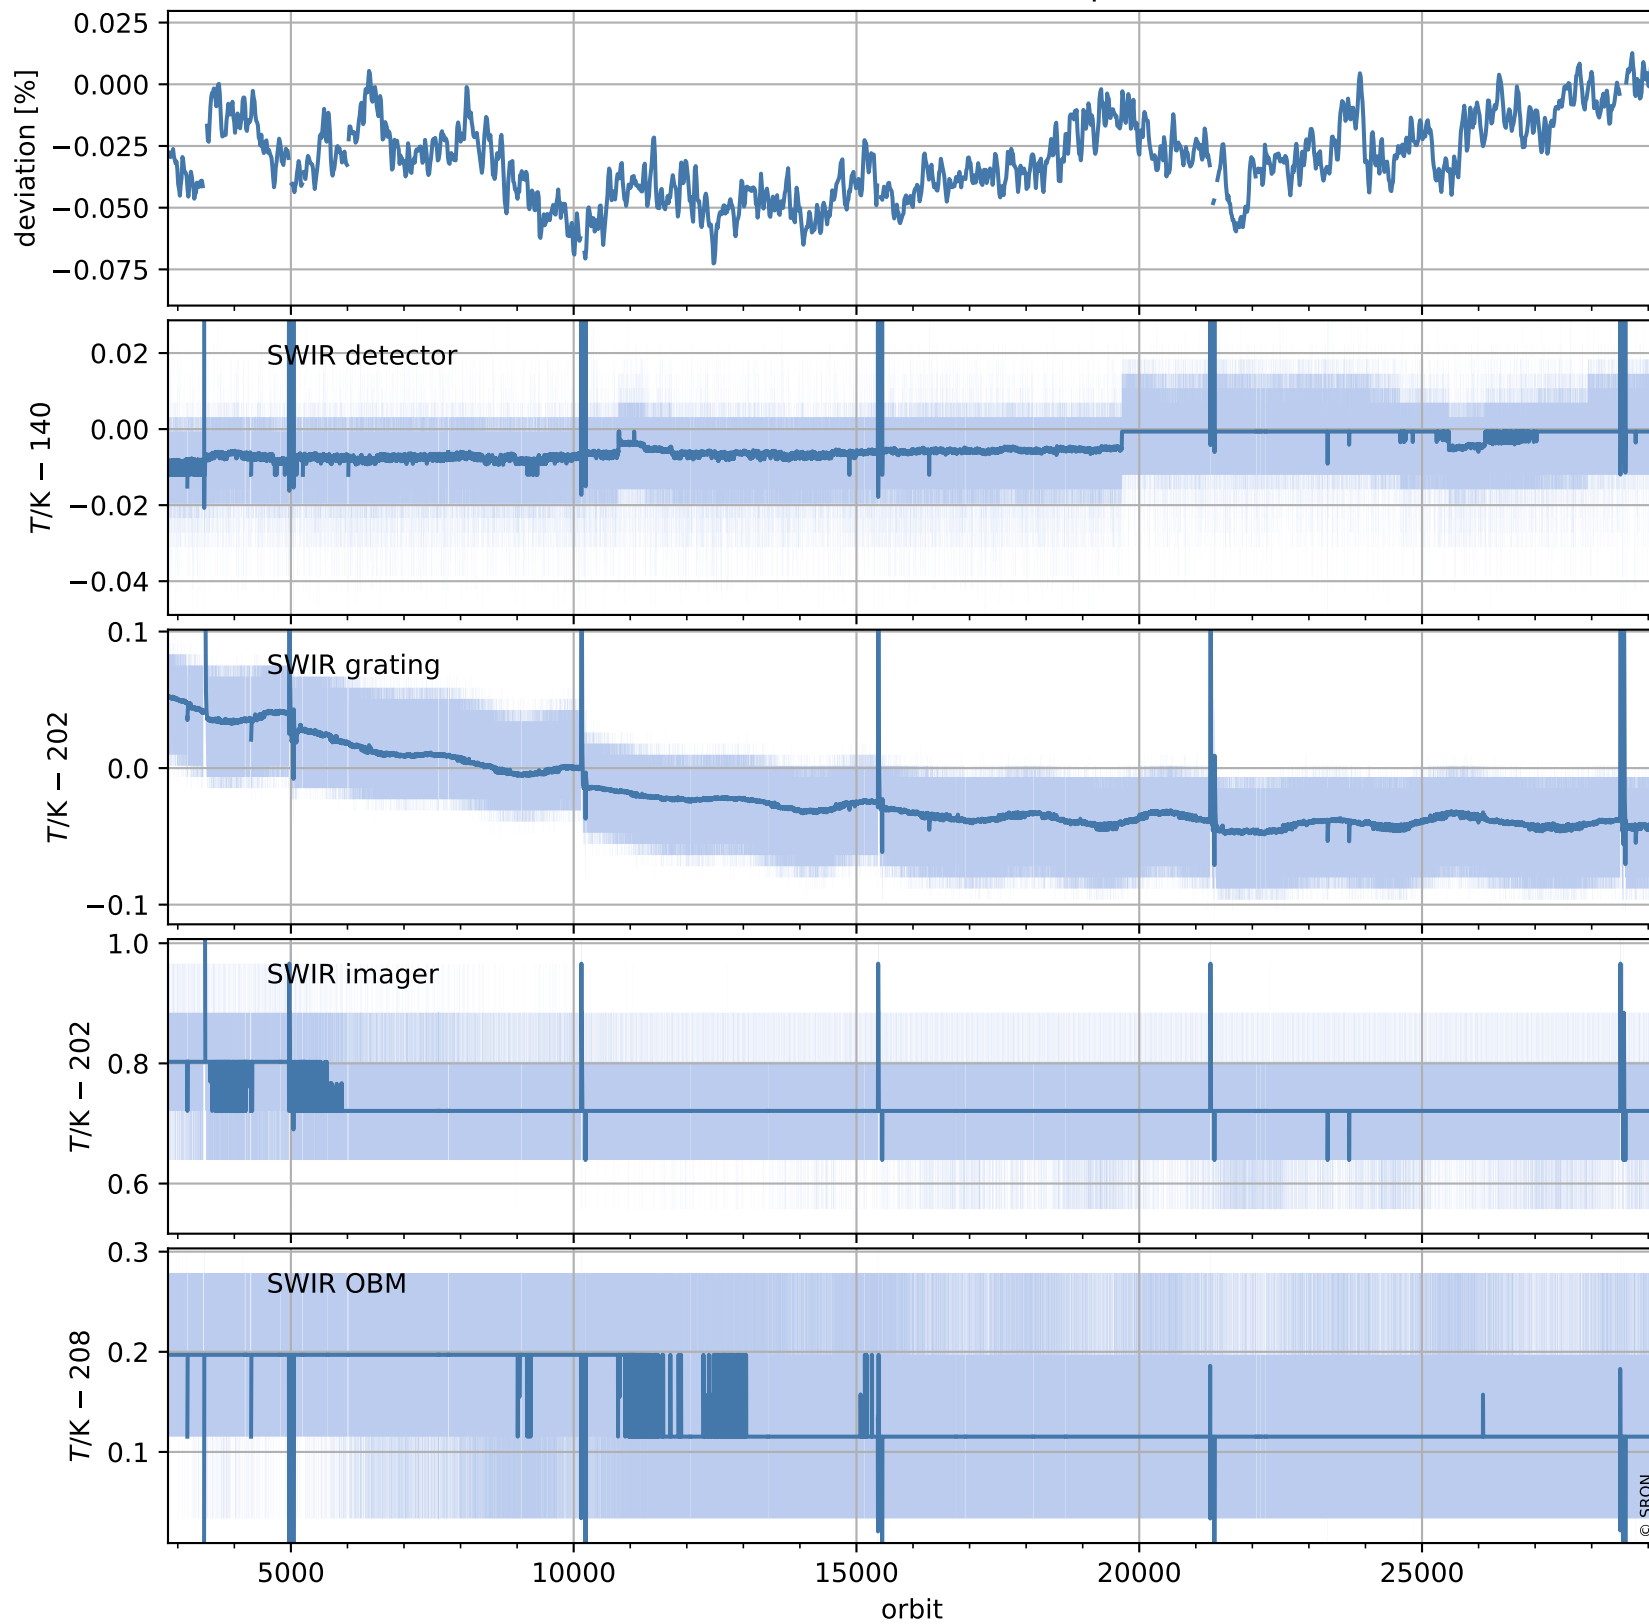 0.025
0.000
−0.025
−0.050
−0.075
deviation [%]
SWIR detector
0.02
0.00
−0.02
−0.04
T/K − 140
SWIR grating
0.1
0.0
−0.1
T/K − 202
SWIR imager
1.0
0.8
0.6
T/K − 202
SWIR OBM
0.3
0.2
0.1
T/K − 208
© SRON
5000 10000 15000 20000 25000
orbit